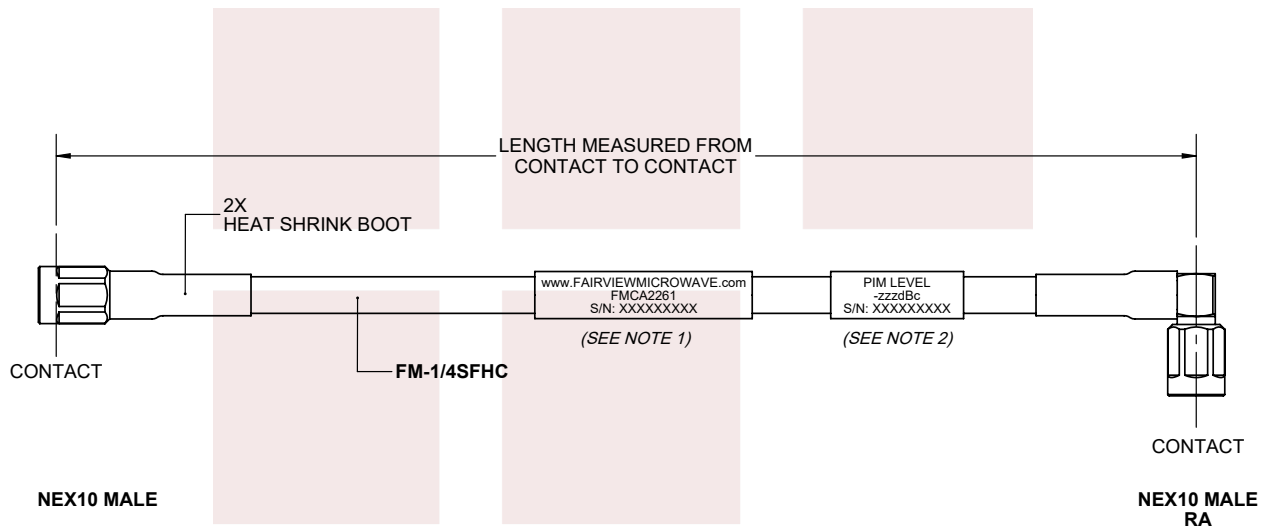 LENGTH MEASURED FROM
CONTACT TO CONTACT
2X
HEAT SHRINK BOOT
www.FAIRVIEWMICROWAVE.com
FMCA2261
S/N: XXXXXXXXX
PIM LEVEL
-zzzdBc
S/N: XXXXXXXXX
(SEE NOTE 1)
(SEE NOTE 2)
CONTACT
FM-1/4SFHC
CONTACT
NEX10 MALE
NEX10 MALE
RA